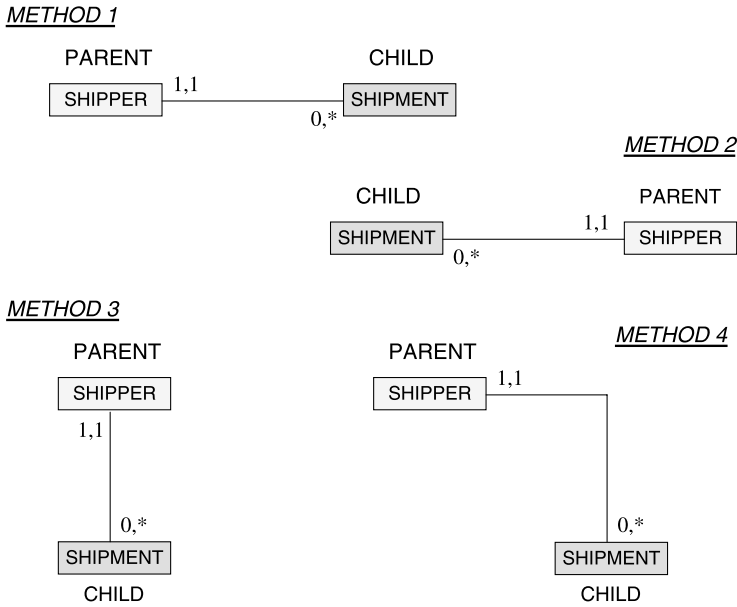 METHOD 1
PARENT CHILD
SHIPPER 1,1 0,* SHIPMENT
METHOD 2
CHILD PARENT
SHIPMENT 0,* 1,1 SHIPPER
METHOD 3
PARENT
SHIPPER
1,1
0,*
SHIPMENT
CHILD
METHOD 4
PARENT
SHIPPER 1,1
0,*
SHIPMENT
CHILD